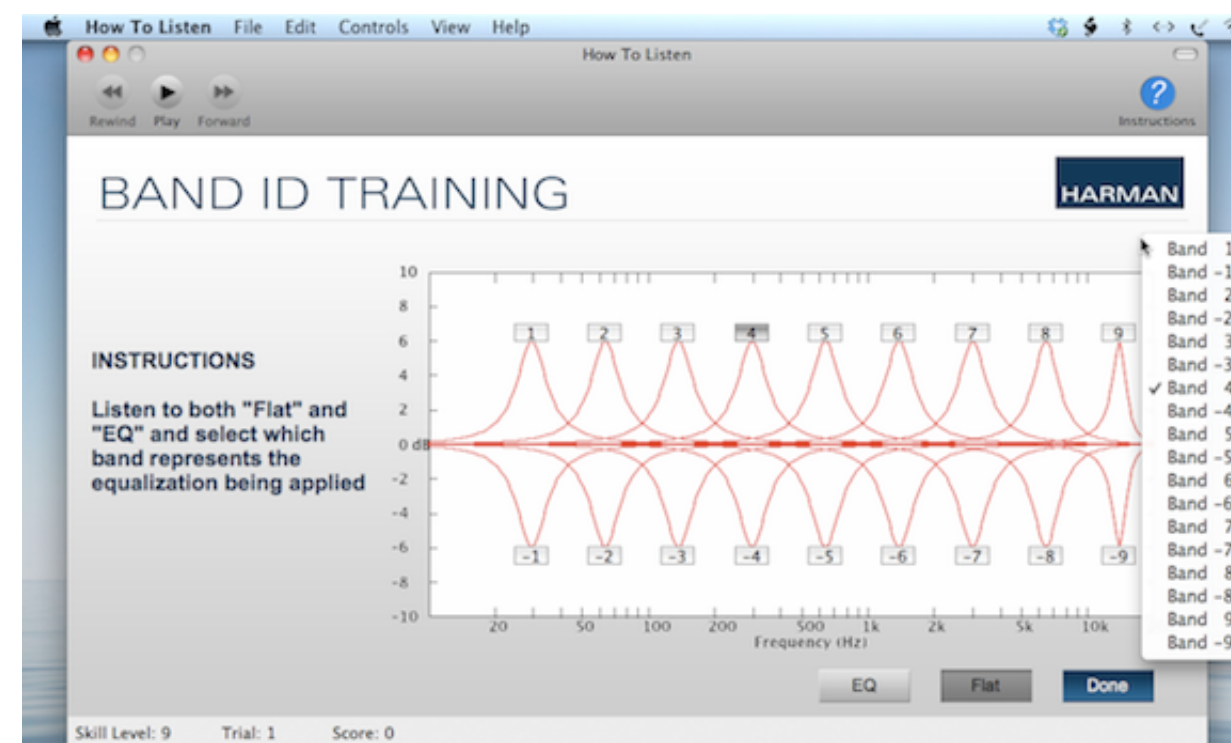 How To Listen File Edit Controls View Help
How To Listen
Rewind Play Forward
Instructions
BAND ID TRAINING
HARMAN
INSTRUCTIONS
Listen to both "Flat" and
"EQ" and select which
band represents the
equalization being applied
10
8
6
4
2
0 dB
-2
-4
-6
-8
-10
1 2 3 4 5 6 7 8 9
-1 -2 -3 -4 -5 -6 -7 -8 -9
20 50 100 200 500 1k 2k 5k 10k
Frequency (Hz)
Band 1
Band -1
Band 2
Band -2
Band 3
Band -3
✓ Band 4
Band -4
Band 5
Band -5
Band 6
Band -6
Band 7
Band -7
Band 8
Band -8
Band 9
Band -9
EQ Flat Done
Skill Level: 9 Trial: 1 Score: 0